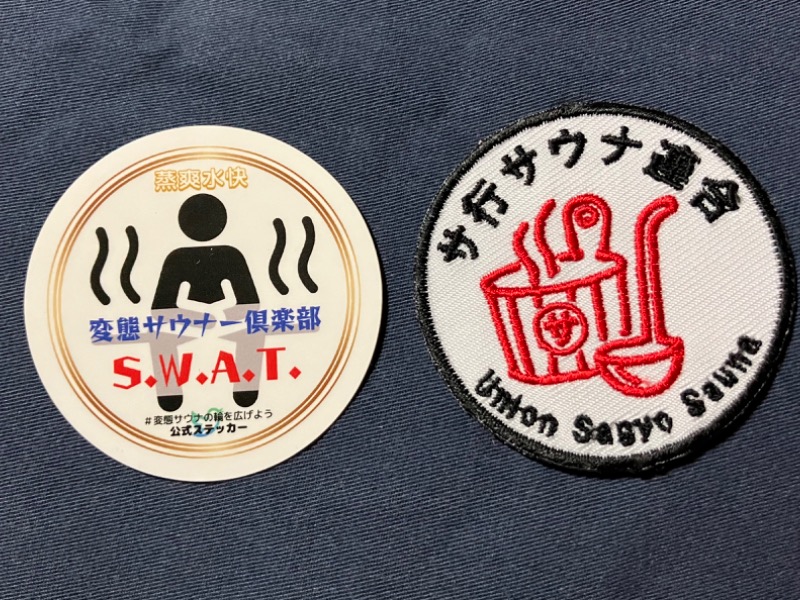 蒸爽水快
変態サウナー倶楽部
S.W.A.T.
#変態サウナの輪を広げよう
公式ステッカー
サ行サウナ連合
サ
Union Sagyo Sauna